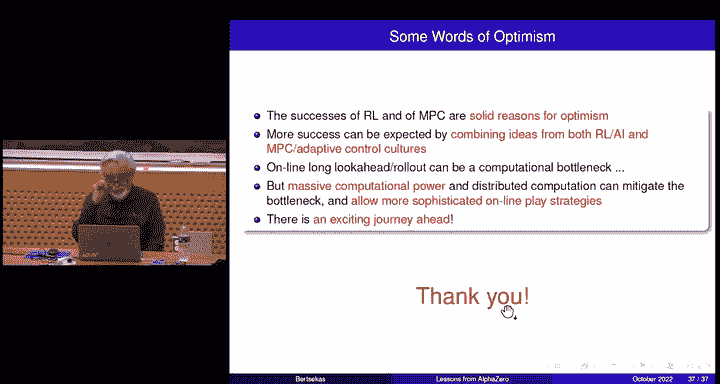 Some Words of Optimism
The successes of RL and of MPC are solid reasons for optimism
More success can be expected by combining ideas from both RL/AI and
MPC/adaptive control cultures
On-line long lookahead/rollout can be a computational bottleneck ...
But massive computational power and distributed computation can mitigate the
bottleneck, and allow more sophisticated on-line play strategies
There is an exciting journey ahead!
Thank you!
Bertsekas Lessons from AlphaZero October 2022 37 / 37